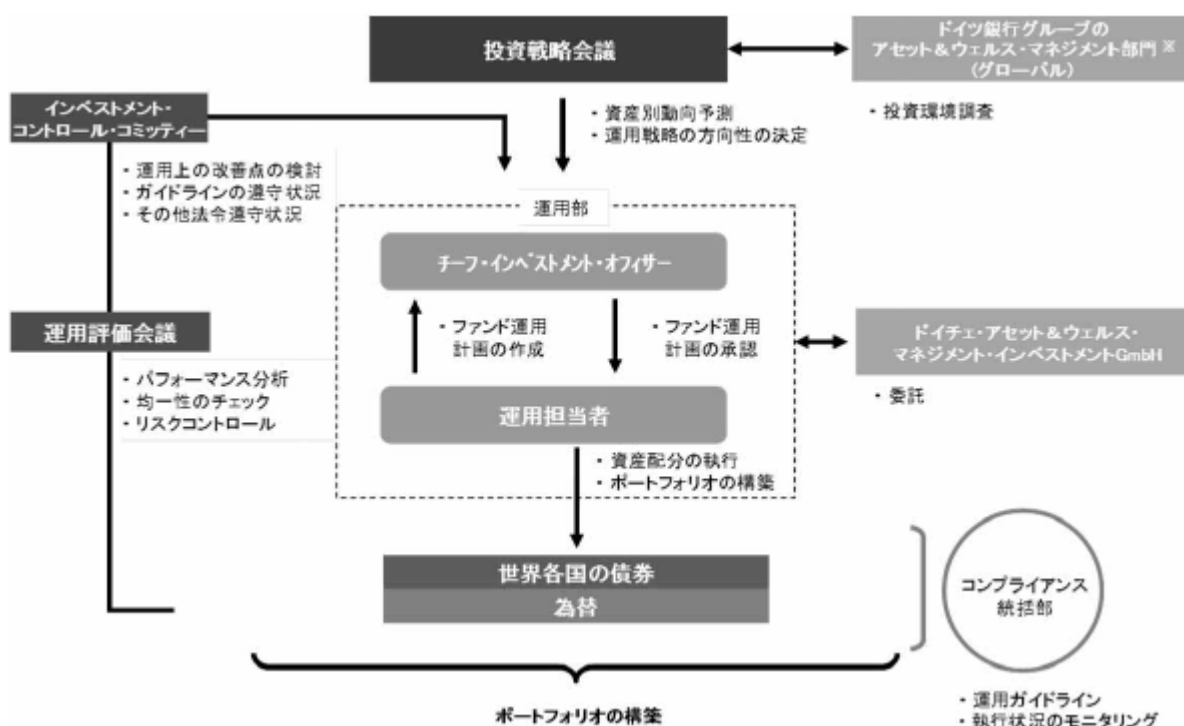 投資戦略会議
ドイツ銀行グループの
アセット＆ウェルス・マネジメント部門※
(グローバル)
・投資環境調査
インベストメント・
コントロール・コミッティー
・資産別動向予測
・運用戦略の方向性の決定
・運用上の改善点の検討
・ガイドラインの遵守状況
・その他法令遵守状況
運用部
チーフ・インベストメント・オフィサー
運用評価会議
・ファンド運用
計画の作成
・ファンド運用
計画の承認
ドイチェ・アセット＆ウェルス・
マネジメント・インベストメントGmbH
・委託
・パフォーマンス分析
・均一性のチェック
・リスクコントロール
運用担当者
・資産配分の執行
・ポートフォリオの構築
世界各国の債券
為替
コンプライアンス
統括部
ポートフォリオの構築
・運用ガイドライン
・執行状況のモニタリング